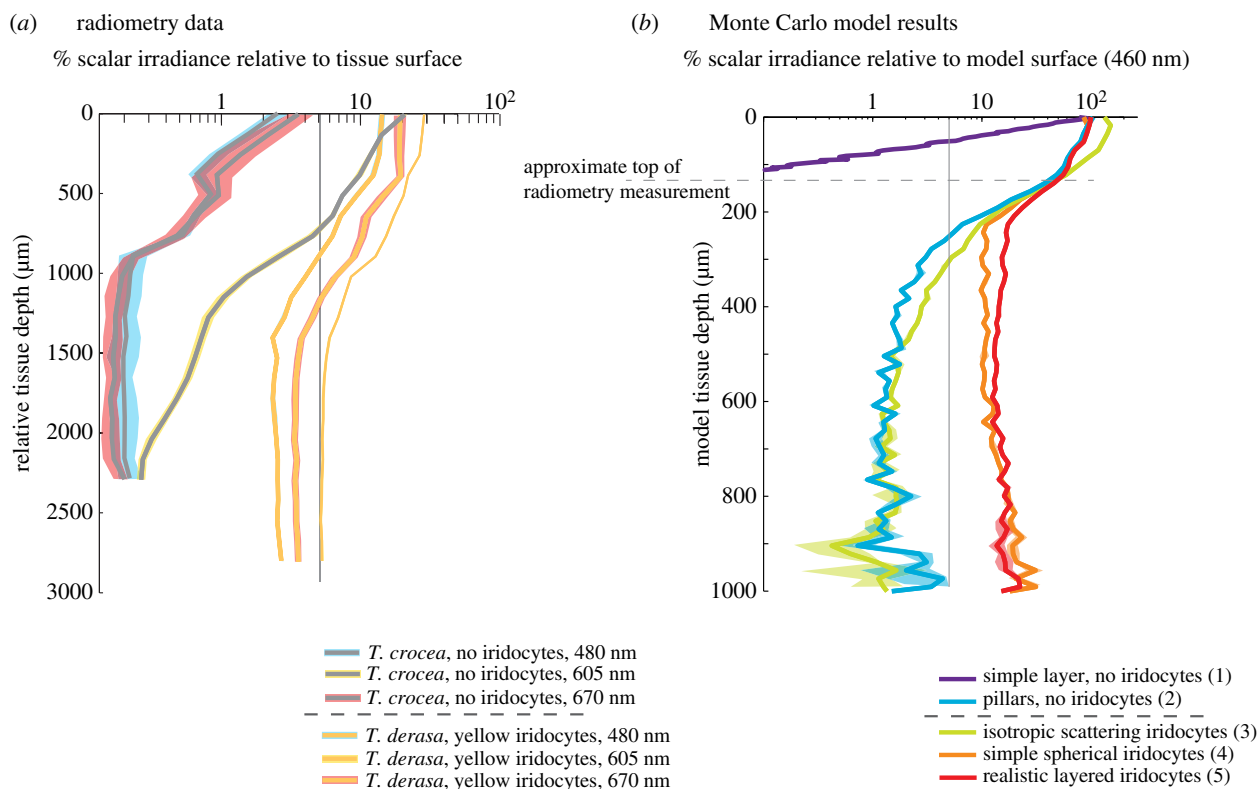 (a) radiometry data
% scalar irradiance relative to tissue surface
1 10 10²
0
500
1000
1500
2000
2500
3000
relative tissue depth (µm)
T. crocea, no iridocytes, 480 nm
T. crocea, no iridocytes, 605 nm
T. crocea, no iridocytes, 670 nm
T. derasa, yellow iridocytes, 480 nm
T. derasa, yellow iridocytes, 605 nm
T. derasa, yellow iridocytes, 670 nm
(b) Monte Carlo model results
% scalar irradiance relative to model surface (460 nm)
1 10 10²
0
approximate top of
radiometry measurement
200
400
600
800
1000
model tissue depth (µm)
simple layer, no iridocytes (1)
pillars, no iridocytes (2)
isotropic scattering iridocytes (3)
simple spherical iridocytes (4)
realistic layered iridocytes (5)